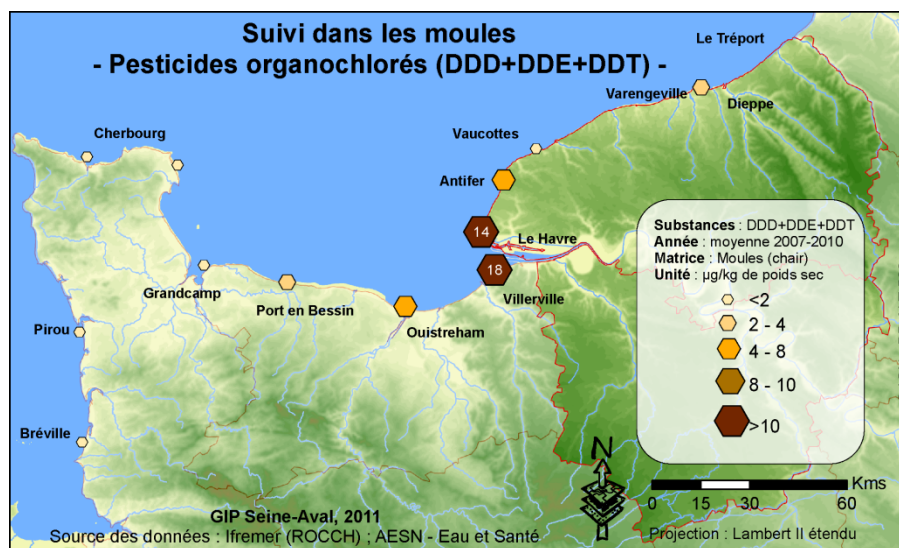 Suivi dans les moules
- Pesticides organochlorés (DDD+DDE+DDT) -
Le Tréport
Varengeville
Dieppe
Cherbourg
Vaucottes
Antifer
14
Le Havre
18
Villerville
Grandcamp
Port en Bessin
Ouistreham
Pirou
Bréville
Substances : DDD+DDE+DDT
Année : moyenne 2007-2010
Matrice : Moules (chair)
Unité : µg/kg de poids sec
<2
2 - 4
4 - 8
8 - 10
>10
N
Kms
0 15 30 60
GIP Seine-Aval, 2011
Source des données : Ifremer (ROCCH) ; AESN - Eau et Santé
Projection : Lambert II étendu